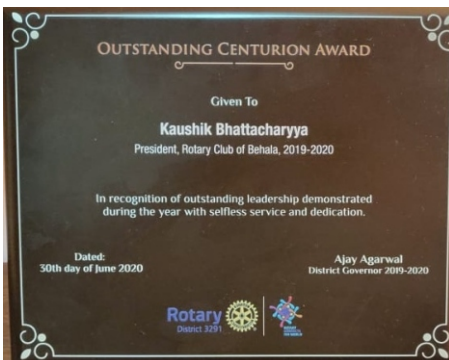 OUTSTANDING CENTURION AWARD
Given To
Kaushik Bhattacharyya
President, Rotary Club of Behala, 2019-2020
In recognition of outstanding leadership demonstrated
during the year with selfless service and dedication.
Dated:
30th day of June 2020
Ajay Agarwal
District Governor 2019-2020
Rotary
District 3291